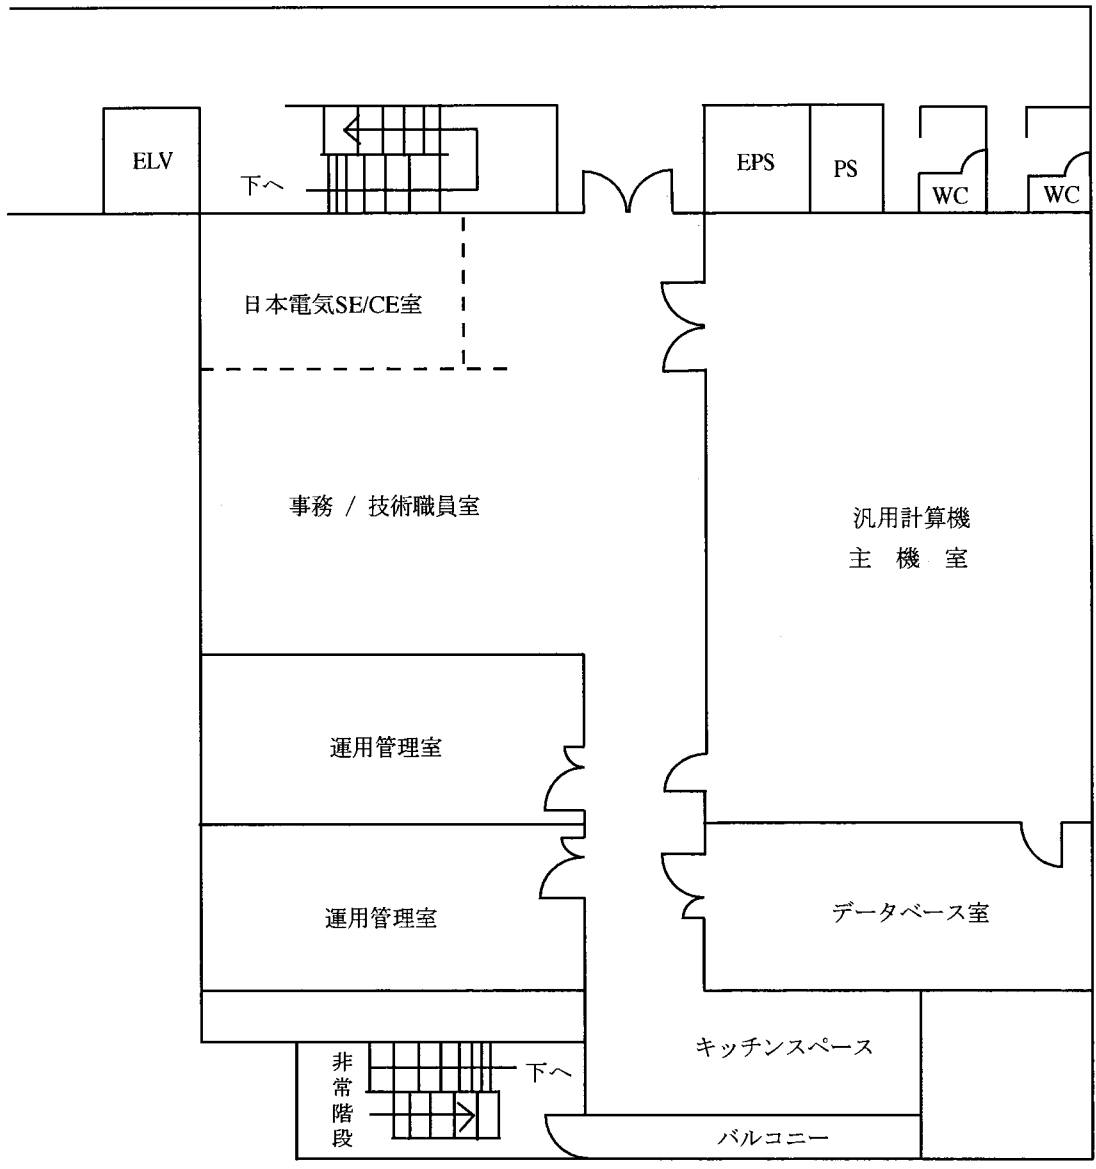 ELV
下へ
EPS
PS
WC
WC
日本電気SE/CE室
事務 / 技術職員室
汎用計算機
主 機 室
運用管理室
運用管理室
データベース室
キッチンスペース
非常階段
下へ
バルコニー